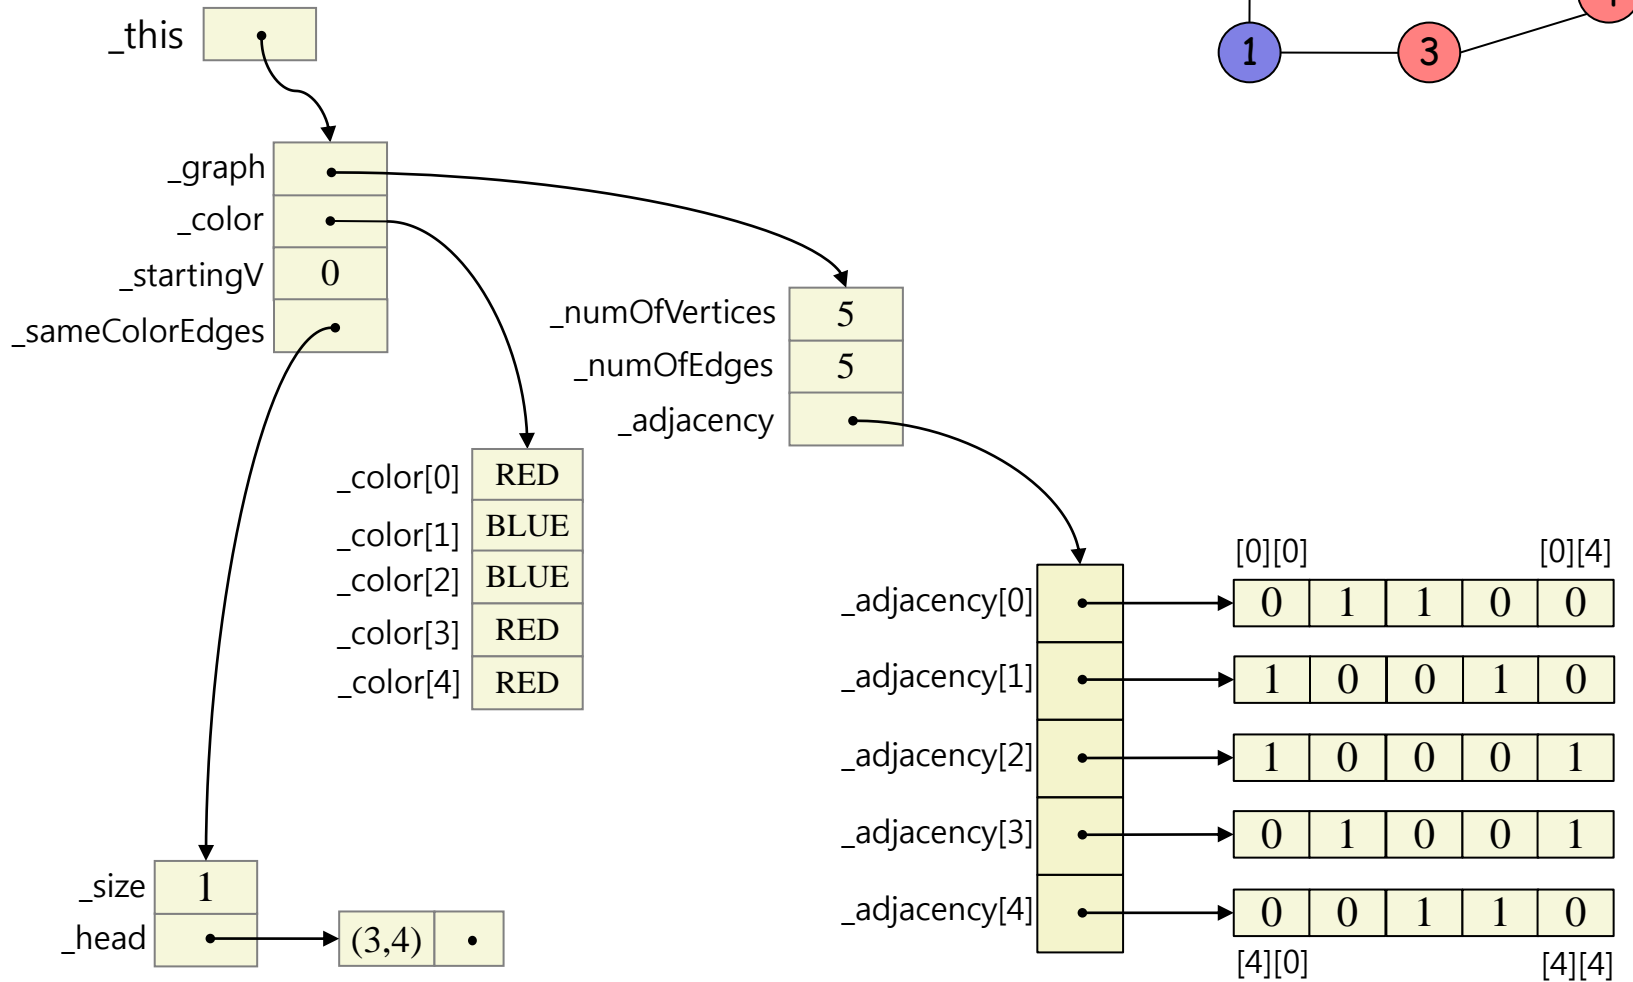 _this
1 3
_graph
_color
_startingV 0
_sameColorEdges
_numOfVertices 5
_numOfEdges 5
_adjacency
_color[0] RED
_color[1] BLUE
_color[2] BLUE
_color[3] RED
_color[4] RED
[0][0] [0][4]
_adjacency[0] 0 1 1 0 0
_adjacency[1] 1 0 0 1 0
_adjacency[2] 1 0 0 0 1
_adjacency[3] 0 1 0 0 1
_adjacency[4] 0 0 1 1 0
[4][0] [4][4]
_size 1
_head (3,4)